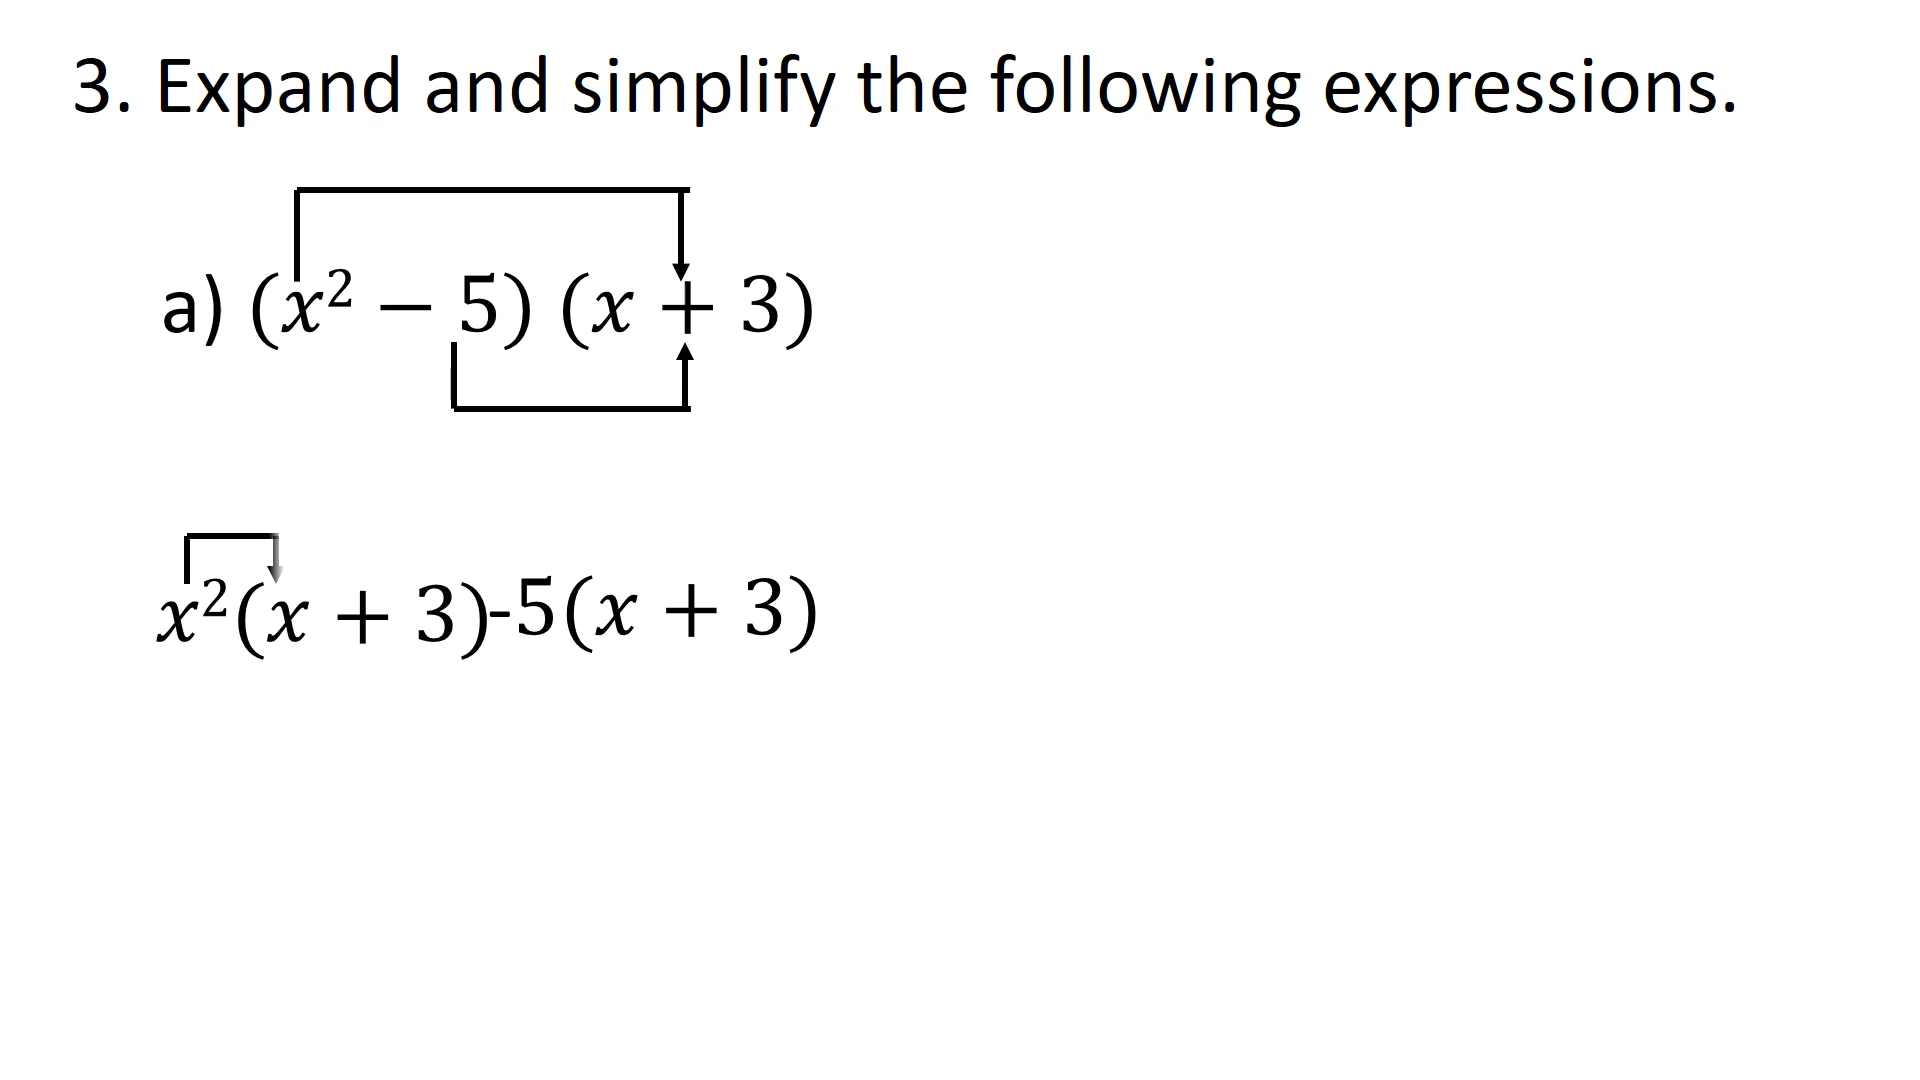 3. Expand and simplify the following expressions.
a) (x² − 5) (x + 3)
x²(x + 3)-5(x + 3)